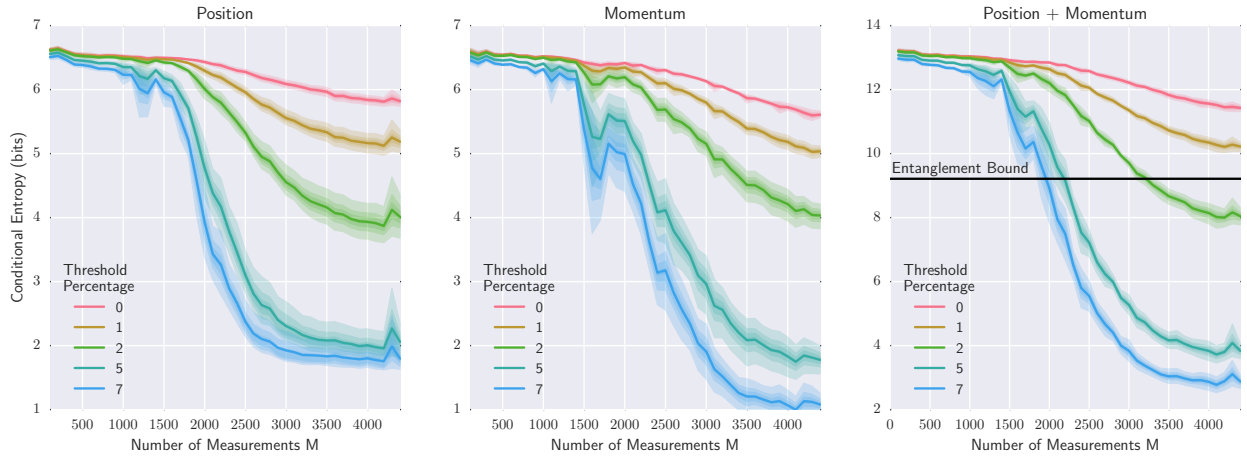 Position
Momentum
Position + Momentum
Conditional Entropy (bits)
7
6
5
4
3
2
1
500 1000 1500 2000 2500 3000 3500 4000
Number of Measurements M
Threshold
Percentage
0
1
2
5
7
7
6
5
4
3
2
1
500 1000 1500 2000 2500 3000 3500 4000
Number of Measurements M
Threshold
Percentage
0
1
2
5
7
14
12
10
8
6
4
2
0 500 1000 1500 2000 2500 3000 3500 4000
Number of Measurements M
Entanglement Bound
Threshold
Percentage
0
1
2
5
7